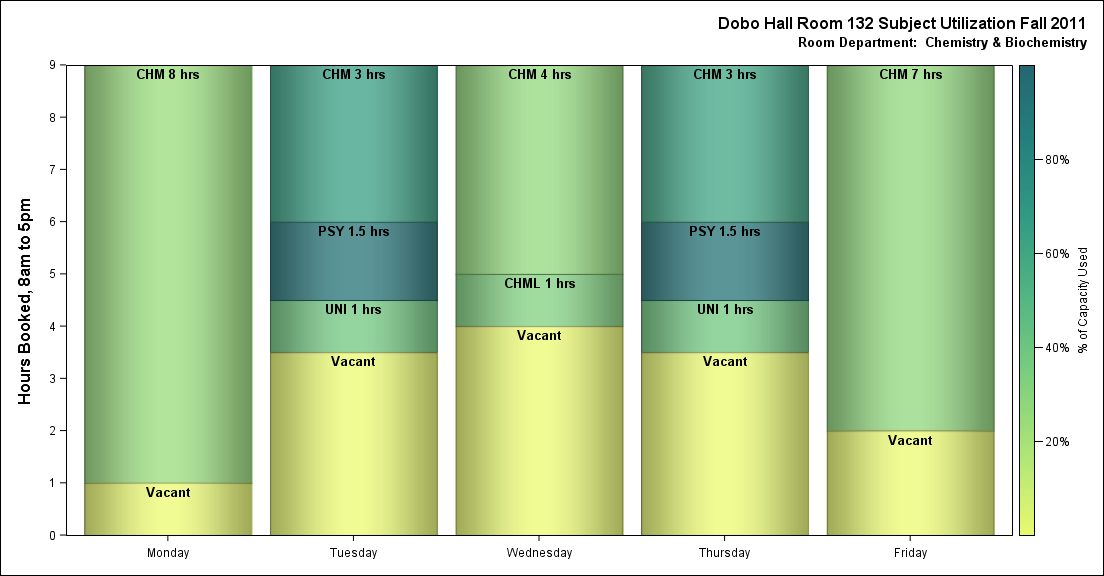 Dobo Hall Room 132 Subject Utilization Fall 2011
Room Department: Chemistry & Biochemistry
Hours Booked, 8am to 5pm
9
8
7
6
5
4
3
2
1
0
CHM 8 hrs
Vacant
CHM 3 hrs
PSY 1.5 hrs
UNI 1 hrs
Vacant
CHM 4 hrs
CHML 1 hrs
Vacant
CHM 3 hrs
PSY 1.5 hrs
UNI 1 hrs
Vacant
CHM 7 hrs
Vacant
Monday
Tuesday
Wednesday
Thursday
Friday
80%
60%
40%
20%
% of Capacity Used